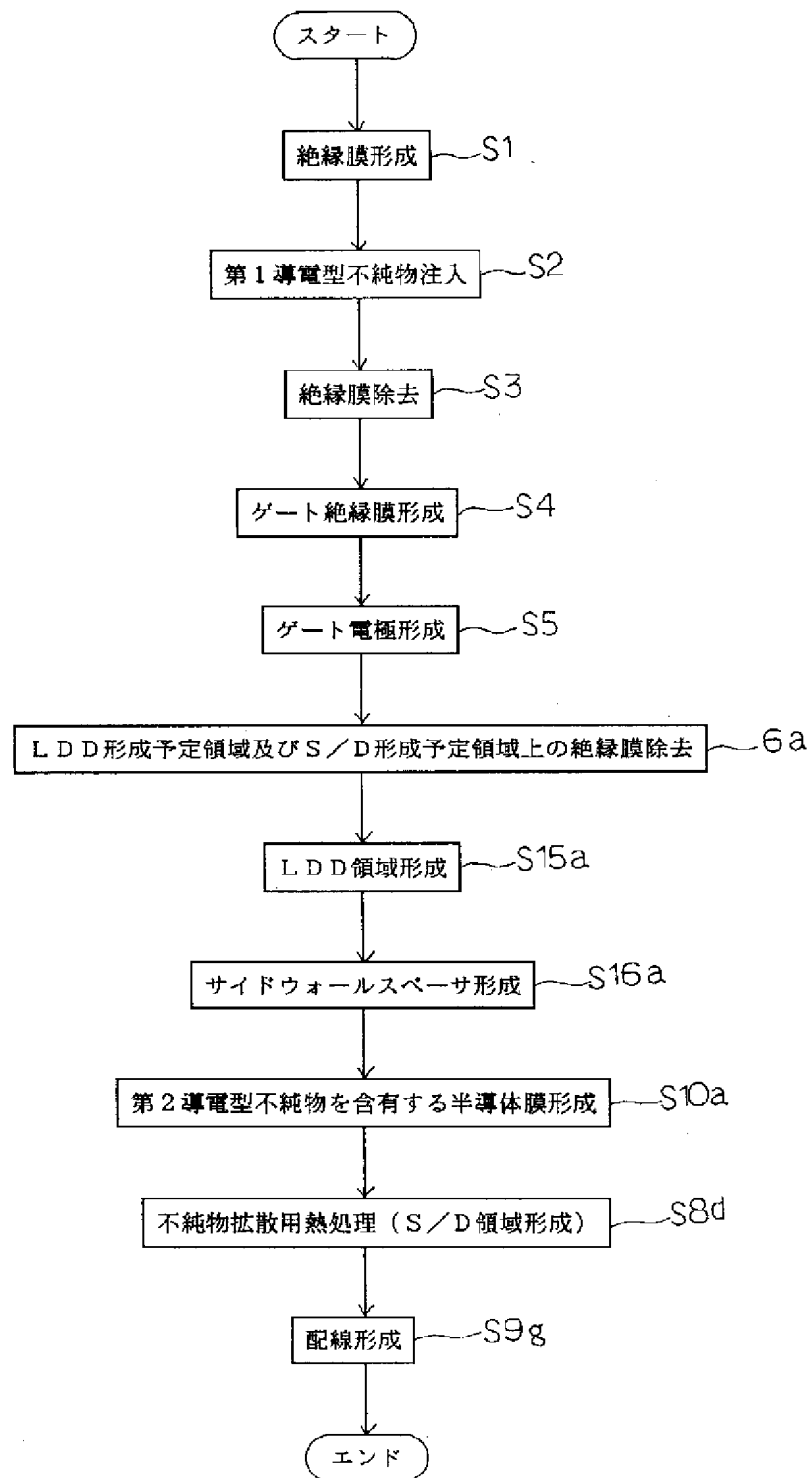 スタート
絶縁膜形成 S1
第1導電型不純物注入 S2
絶縁膜除去 S3
ゲート絶縁膜形成 S4
ゲート電極形成 S5
LDD形成予定領域及びS/D形成予定領域上の絶縁膜除去 6a
LDD領域形成 S15a
サイドウォールスペーサ形成 S16a
第2導電型不純物を含有する半導体膜形成 S10a
不純物拡散用熱処理(S/D領域形成) S8d
配線形成 S9g
エンド